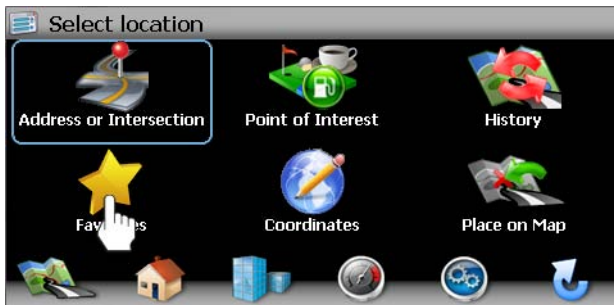 Select location
Address or Intersection
Point of Interest
History
Coordinates
Place on Map